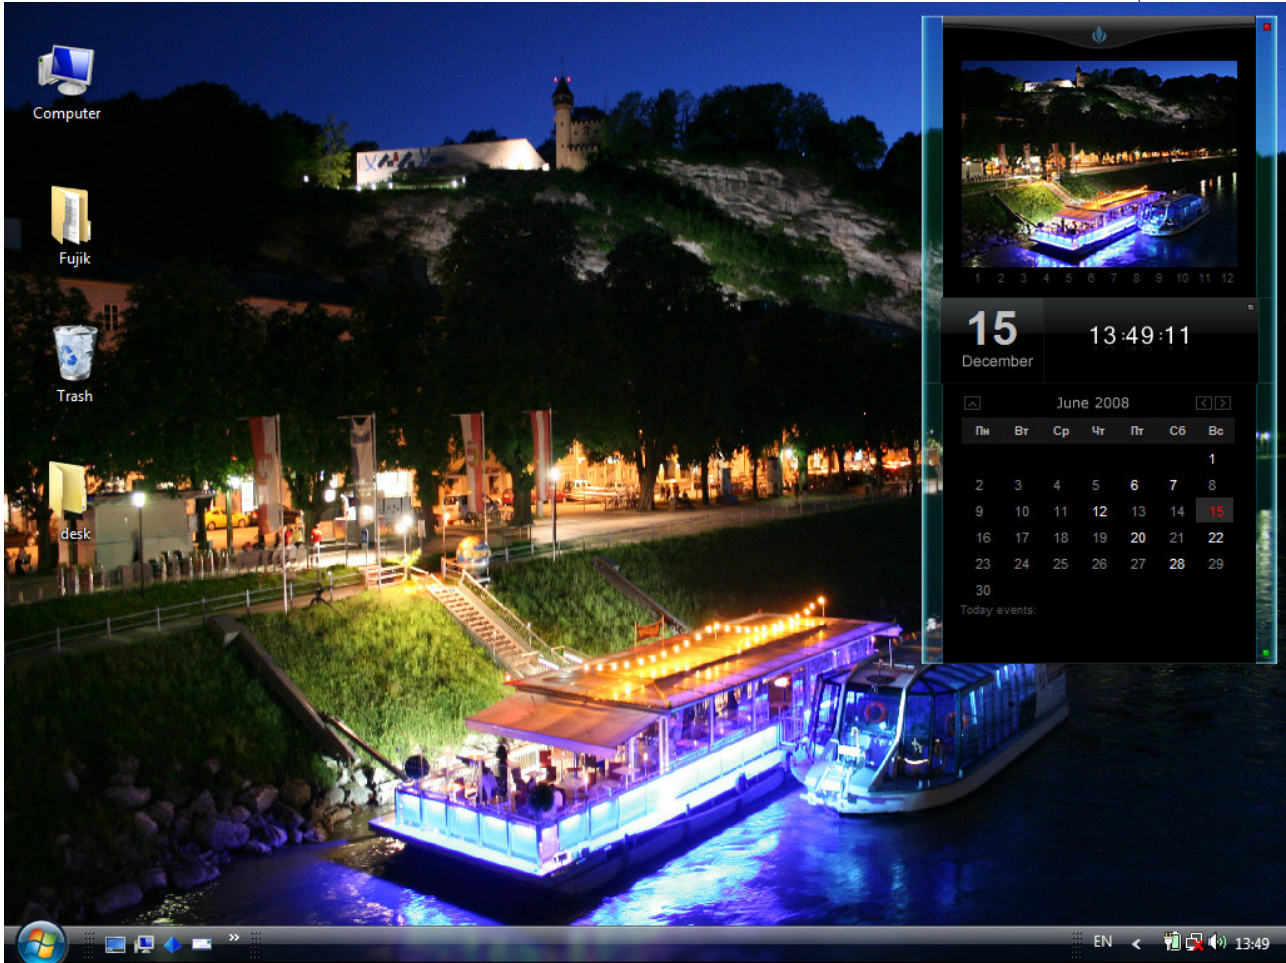 Computer
Fujik
Trash
desk
1 2 3 4 5 6 7 8 9 10 11 12
15
December
13:49:11
June 2008
Пн Вт Ср Чт Пт Сб Вс
1
2 3 4 5 6 7 8
9 10 11 12 13 14 15
16 17 18 19 20 21 22
23 24 25 26 27 28 29
30
Today events:
»
EN
13:49